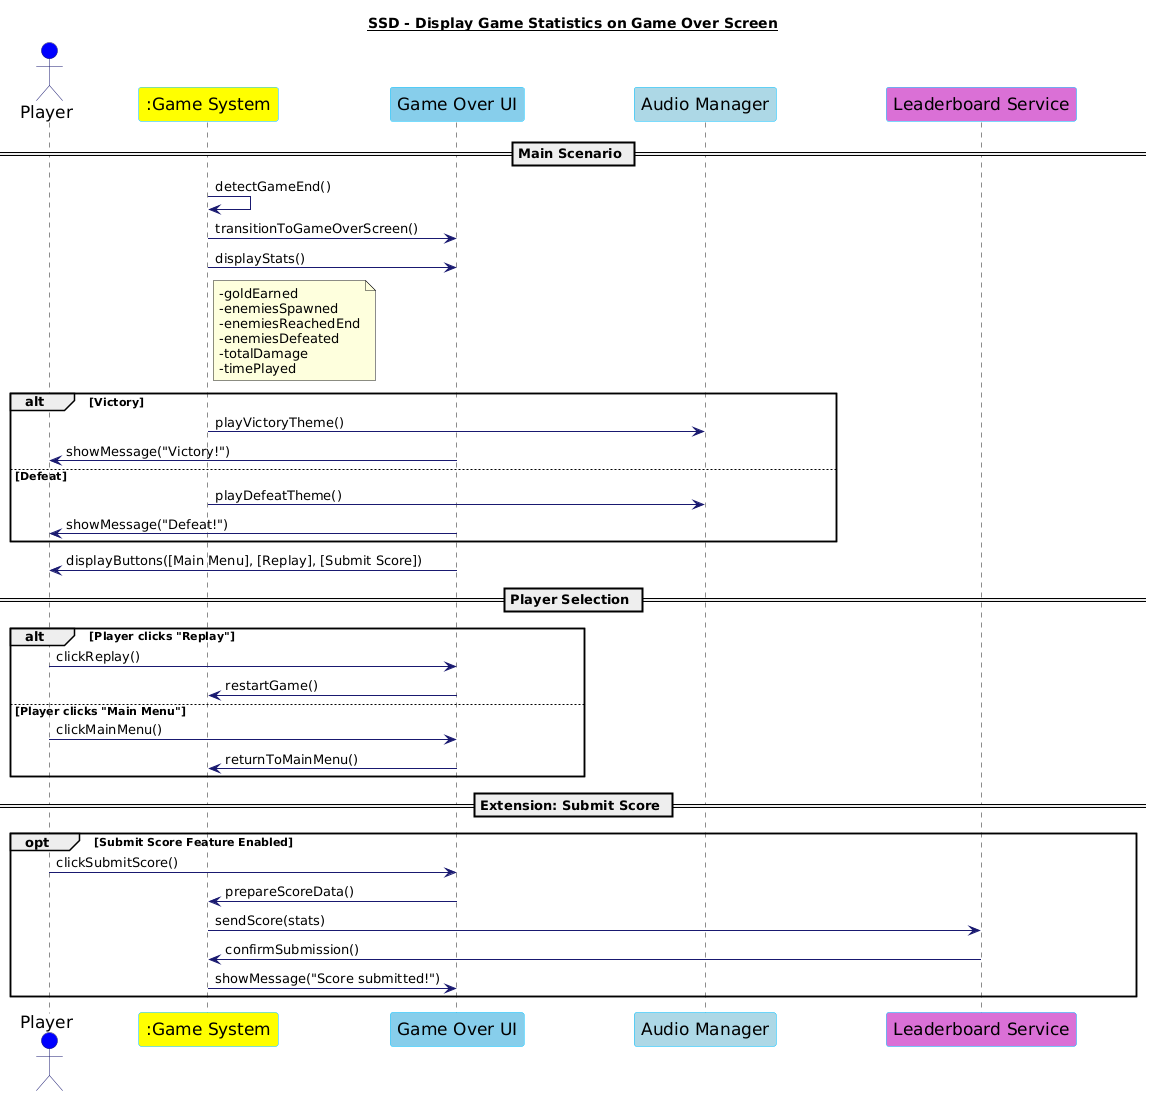 SSD - Display Game Statistics on Game Over Screen
Player
:Game System
Game Over UI
Audio Manager
Leaderboard Service
Main Scenario
detectGameEnd()
transitionToGameOverScreen()
displayStats()
-goldEarned
-enemiesSpawned
-enemiesReachedEnd
-enemiesDefeated
-totalDamage
-timePlayed
alt [Victory]
playVictoryTheme()
showMessage("Victory!")
[Defeat]
playDefeatTheme()
showMessage("Defeat!")
displayButtons([Main Menu], [Replay], [Submit Score])
Player Selection
alt [Player clicks "Replay"]
clickReplay()
restartGame()
[Player clicks "Main Menu"]
clickMainMenu()
returnToMainMenu()
Extension: Submit Score
opt [Submit Score Feature Enabled]
clickSubmitScore()
prepareScoreData()
sendScore(stats)
confirmSubmission()
showMessage("Score submitted!")
Player
:Game System
Game Over UI
Audio Manager
Leaderboard Service